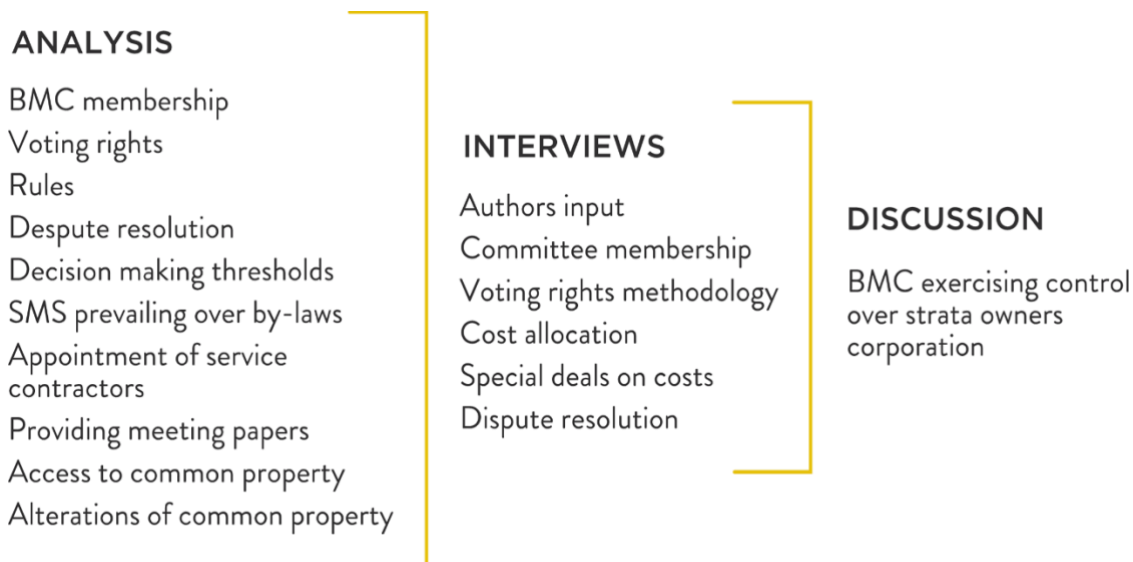 ANALYSIS
BMC membership
Voting rights
Rules
Despute resolution
Decision making thresholds
SMS prevailing over by-laws
Appointment of service
contractors
Providing meeting papers
Access to common property
Alterations of common property
INTERVIEWS
Authors input
Committee membership
Voting rights methodology
Cost allocation
Special deals on costs
Dispute resolution
DISCUSSION
BMC exercising control
over strata owners
corporation